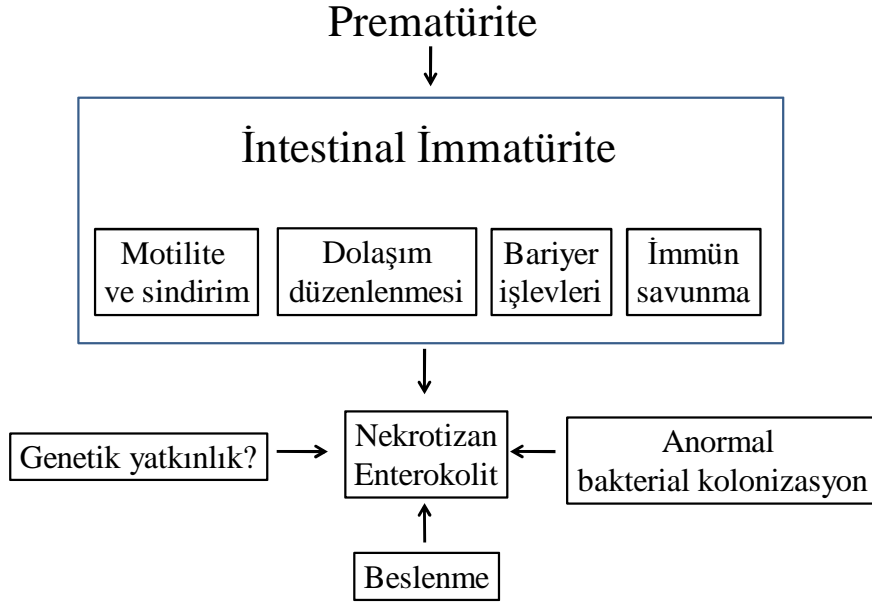 Prematürite
İntestinal İmmatürite
Motilite
ve sindirim
Dolaşım
düzenlenmesi
Bariyer
işlevleri
İmmün
savunma
Genetik yatkınlık?
Nekrotizan
Enterokolit
Anormal
bakterial kolonizasyon
Beslenme